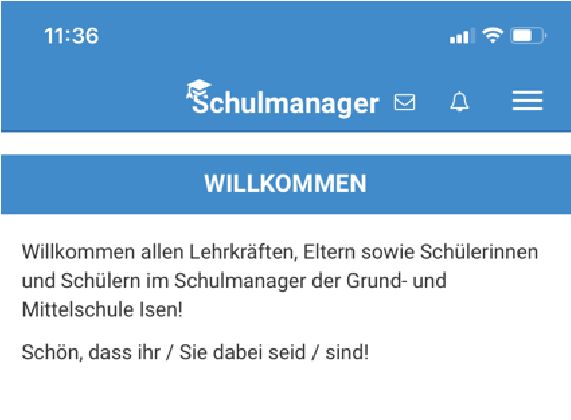 11:36
Schulmanager
WILLKOMMEN
Willkommen allen Lehrkräften, Eltern sowie Schülerinnen
und Schülern im Schulmanager der Grund- und
Mittelschule Isen!
Schön, dass ihr / Sie dabei seid / sind!